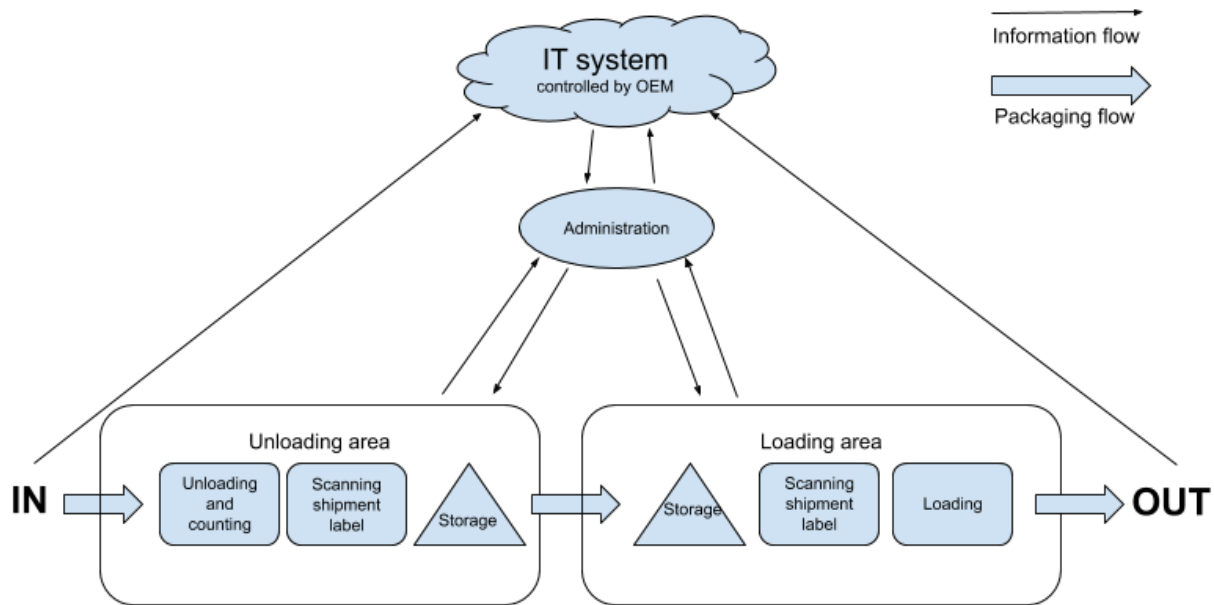 IT system
controlled by OEM
Information flow
Packaging flow
Administration
Unloading area
Loading area
IN
Unloading
and
counting
Scanning
shipment
label
Storage
Storage
Scanning
shipment
label
Loading
OUT